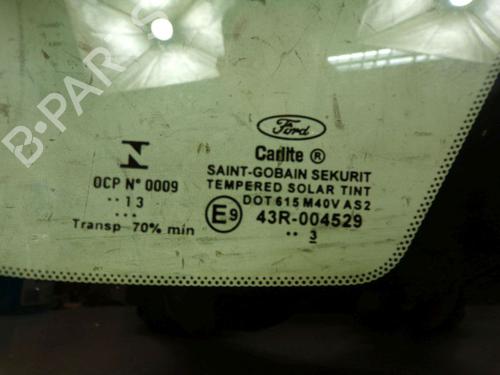 B-PARTS
Ford
Carlite ®
SAINT-GOBAIN SEKURIT
TEMPERED SOLAR TINT
DOT 615 M40V AS2
E9 43R-004529
·· 3
N
OCP Nº 0009
·· 13 ····
Transp 70% min